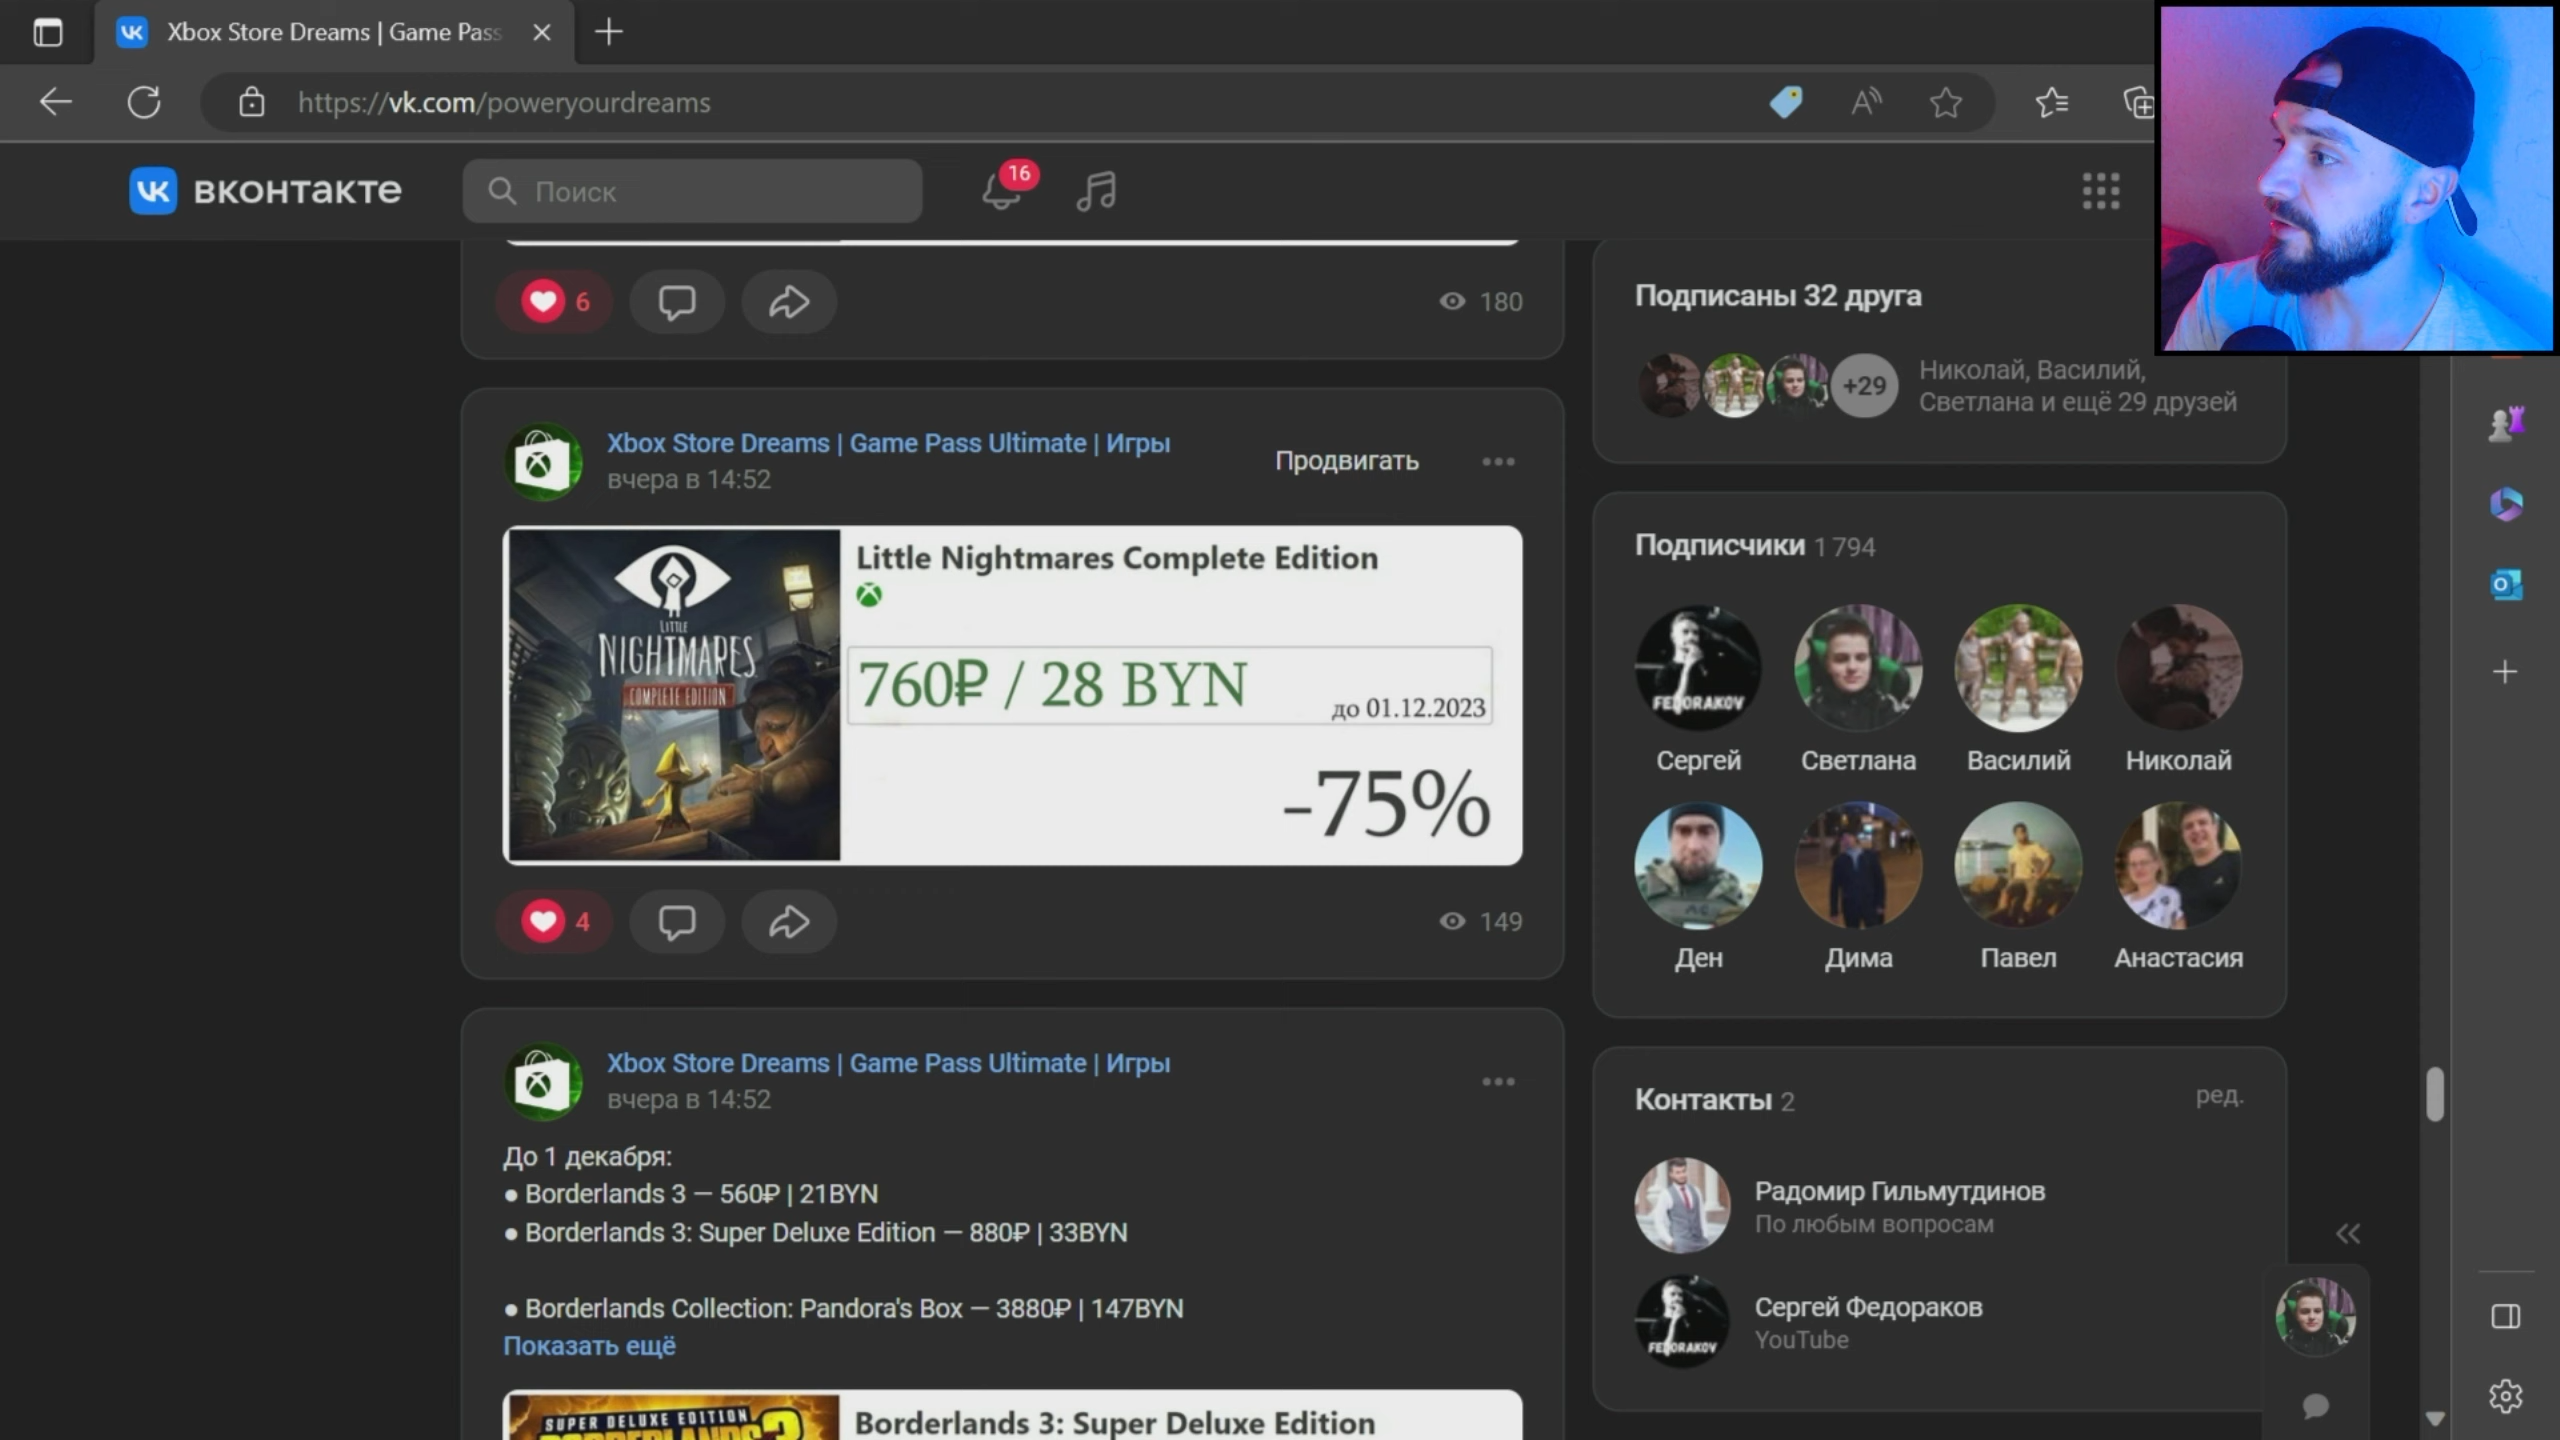 Xbox Store Dreams | Game Pass
https://vk.com/poweryourdreams
вконтакте
Поиск
16
6
180
Xbox Store Dreams | Game Pass Ultimate | Игры
вчера в 14:52
Продвигать
LITTLE
NIGHTMARES
COMPLETE EDITION
Little Nightmares Complete Edition
760₽ / 28 BYN
до 01.12.2023
-75%
4
149
Xbox Store Dreams | Game Pass Ultimate | Игры
вчера в 14:52
До 1 декабря:
● Borderlands 3 — 560₽ | 21BYN
● Borderlands 3: Super Deluxe Edition — 880₽ | 33BYN
● Borderlands Collection: Pandora's Box — 3880₽ | 147BYN
Показать ещё
SUPER DELUXE EDITION
BORDERLANDS 3
Borderlands 3: Super Deluxe Edition
Подписаны 32 друга
+29
Николай, Василий,
Светлана и ещё 29 друзей
Подписчики 1 794
FEDORAKOV
Сергей
Светлана
Василий
Николай
Ден
Дима
Павел
Анастасия
Контакты 2
ред.
Радомир Гильмутдинов
По любым вопросам
FEDORAKOV
Сергей Федораков
YouTube